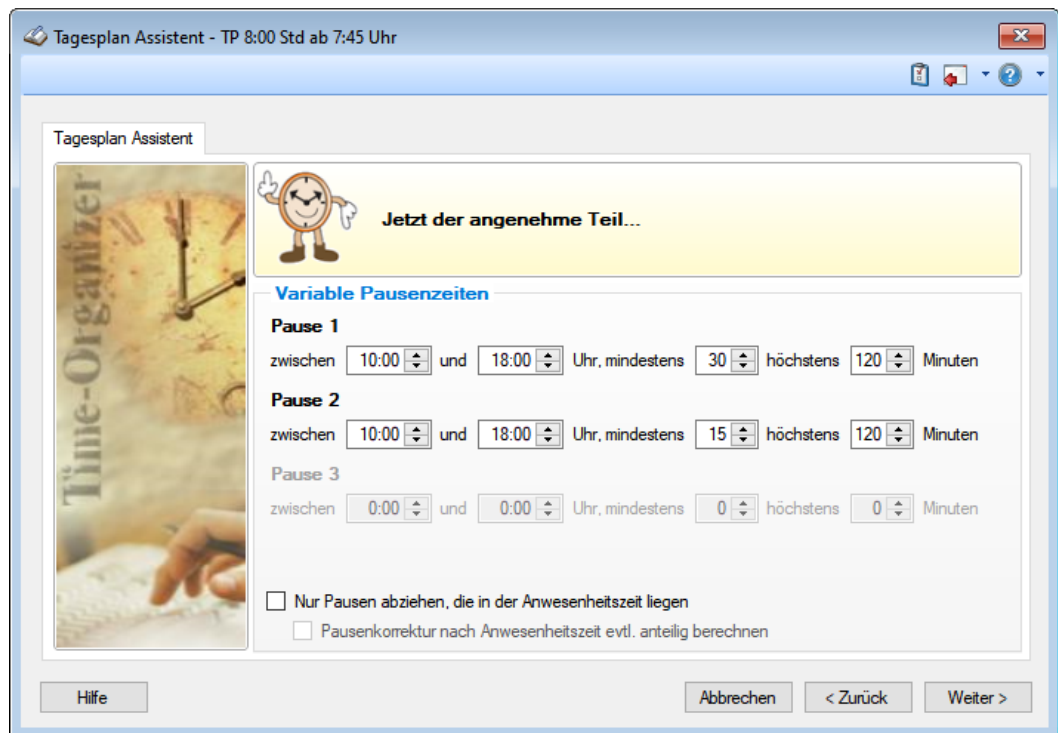 Tagesplan Assistent - TP 8:00 Std ab 7:45 Uhr
Tagesplan Assistent
Time-Organizer
Jetzt der angenehme Teil...
Variable Pausenzeiten
Pause 1
zwischen 10:00 und 18:00 Uhr, mindestens 30 höchstens 120 Minuten
Pause 2
zwischen 10:00 und 18:00 Uhr, mindestens 15 höchstens 120 Minuten
Pause 3
zwischen 0:00 und 0:00 Uhr, mindestens 0 höchstens 0 Minuten
Nur Pausen abziehen, die in der Anwesenheitszeit liegen
Pausenkorrektur nach Anwesenheitszeit evtl. anteilig berechnen
Hilfe Abbrechen < Zurück Weiter >